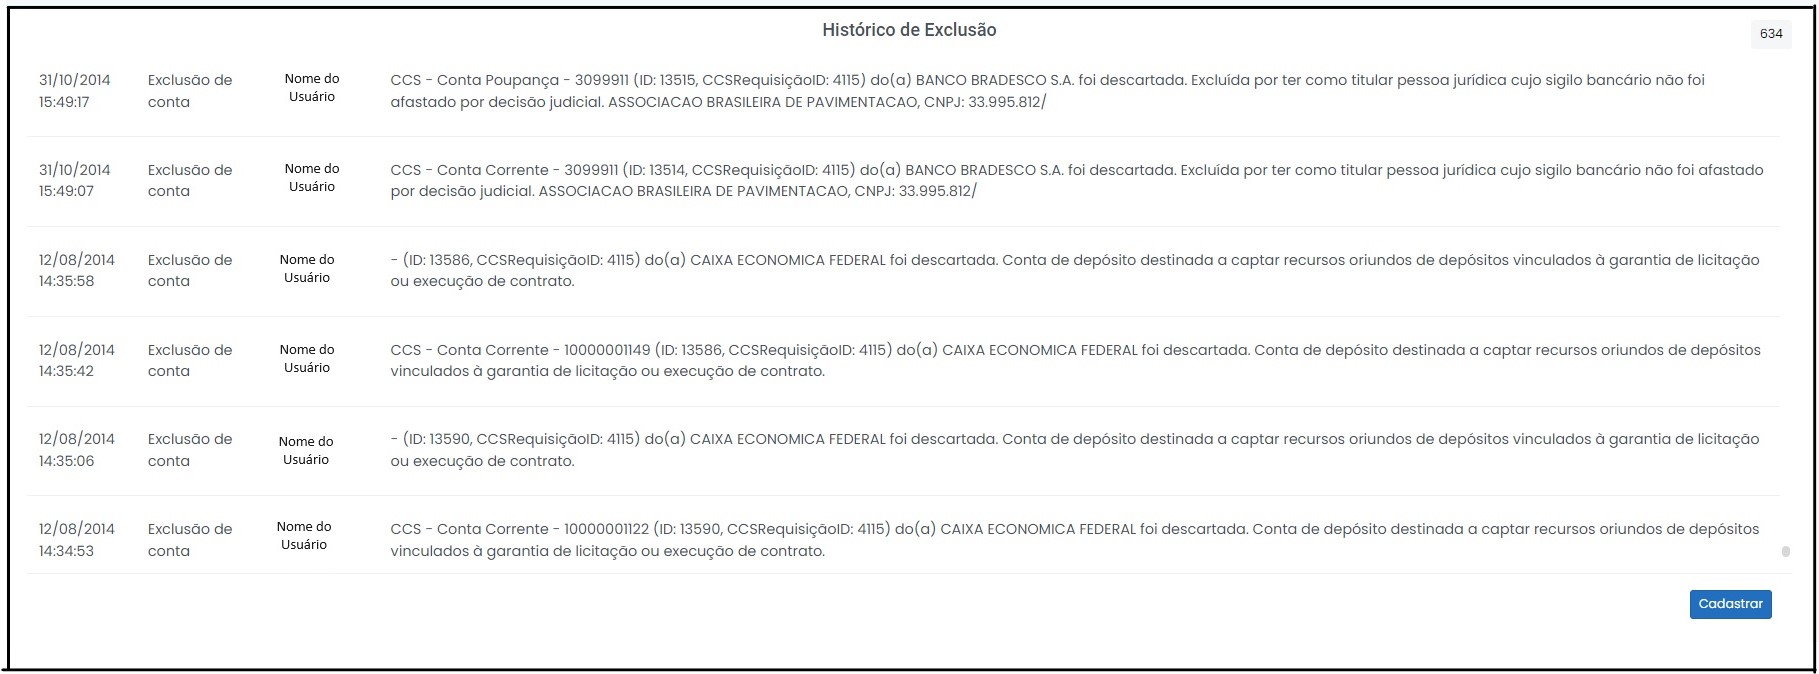 Histórico de Exclusão
634
31/10/2014 Exclusão de Nome do CCS - Conta Poupança - 3099911 (ID: 13515, CCSRequisiçãoID: 4115) do(a) BANCO BRADESCO S.A. foi descartada. Excluída por ter como titular pessoa jurídica cujo sigilo bancário não foi
15:49:17 conta Usuário afastado por decisão judicial. ASSOCIACAO BRASILEIRA DE PAVIMENTACAO, CNPJ: 33.995.812/
31/10/2014 Exclusão de Nome do CCS - Conta Corrente - 3099911 (ID: 13514, CCSRequisiçãoID: 4115) do(a) BANCO BRADESCO S.A. foi descartada. Excluída por ter como titular pessoa jurídica cujo sigilo bancário não foi afastado
15:49:07 conta Usuário por decisão judicial. ASSOCIACAO BRASILEIRA DE PAVIMENTACAO, CNPJ: 33.995.812/
12/08/2014 Exclusão de Nome do - (ID: 13586, CCSRequisiçãoID: 4115) do(a) CAIXA ECONOMICA FEDERAL foi descartada. Conta de depósito destinada a captar recursos oriundos de depósitos vinculados à garantia de licitação
14:35:58 conta Usuário ou execução de contrato.
12/08/2014 Exclusão de Nome do CCS - Conta Corrente - 10000001149 (ID: 13586, CCSRequisiçãoID: 4115) do(a) CAIXA ECONOMICA FEDERAL foi descartada. Conta de depósito destinada a captar recursos oriundos de depósitos
14:35:42 conta Usuário vinculados à garantia de licitação ou execução de contrato.
12/08/2014 Exclusão de Nome do - (ID: 13590, CCSRequisiçãoID: 4115) do(a) CAIXA ECONOMICA FEDERAL foi descartada. Conta de depósito destinada a captar recursos oriundos de depósitos vinculados à garantia de licitação
14:35:06 conta Usuário ou execução de contrato.
12/08/2014 Exclusão de Nome do CCS - Conta Corrente - 10000001122 (ID: 13590, CCSRequisiçãoID: 4115) do(a) CAIXA ECONOMICA FEDERAL foi descartada. Conta de depósito destinada a captar recursos oriundos de depósitos
14:34:53 conta Usuário vinculados à garantia de licitação ou execução de contrato.
Cadastrar